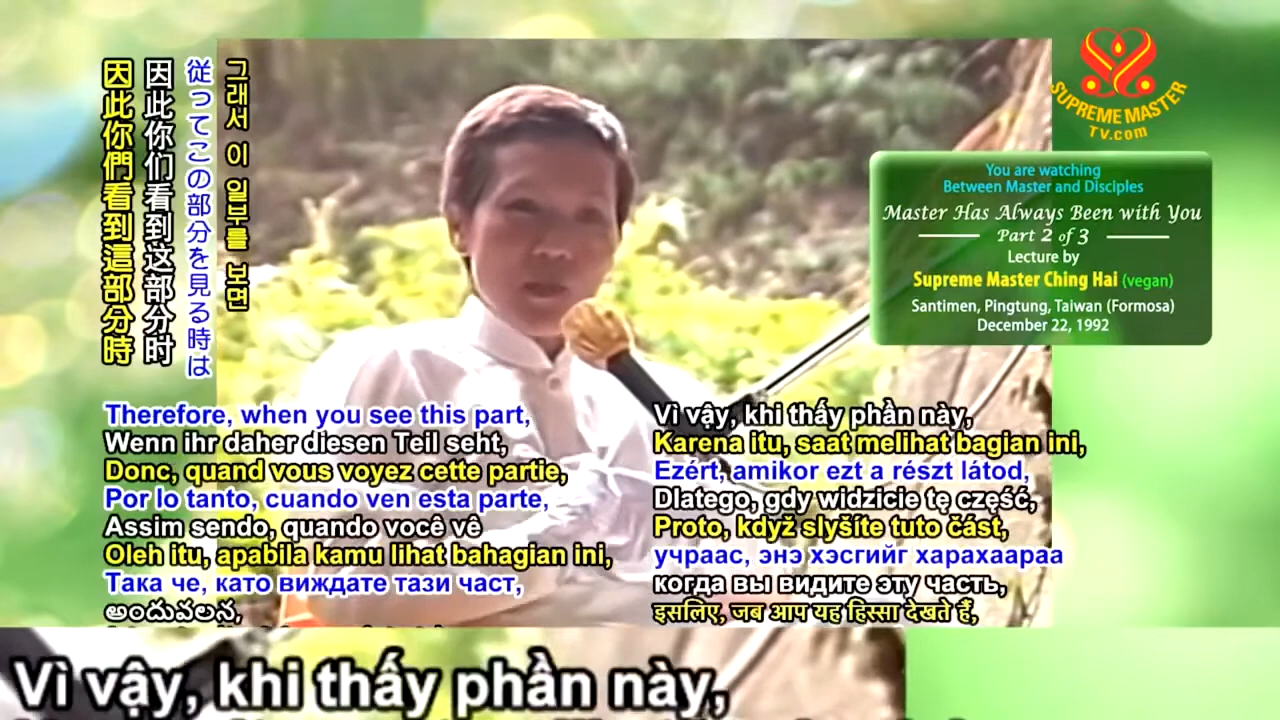 因此你們看到這部分時
因此你们看到这部分时
従ってこの部分を見る時は
그래서 이 일부를 보면
SUPREME MASTER
TV.com
You are watching
Between Master and Disciples
Master Has Always Been with You
Part 2 of 3
Lecture by
Supreme Master Ching Hai (vegan)
Santimen, Pingtung, Taiwan (Formosa)
December 22, 1992
Therefore, when you see this part,
Wenn ihr daher diesen Teil seht,
Donc, quand vous voyez cette partie,
Por lo tanto, cuando ven esta parte,
Assim sendo, quando você vê
Oleh itu, apabila kamu lihat bahagian ini,
Така че, като виждате тази част,
అందువలన,
Vì vậy, khi thấy phần này,
Karena itu, saat melihat bagian ini,
Ezért, amikor ezt a részt látod,
Dlatego, gdy widzicie tę część,
Proto, když slyšíte tuto část,
учраас, энэ хэсгийг харахаараа
когда вы видите эту часть,
इसलिए, जब आप यह हिस्सा देखते हैं,
Vì vậy, khi thấy phần này,